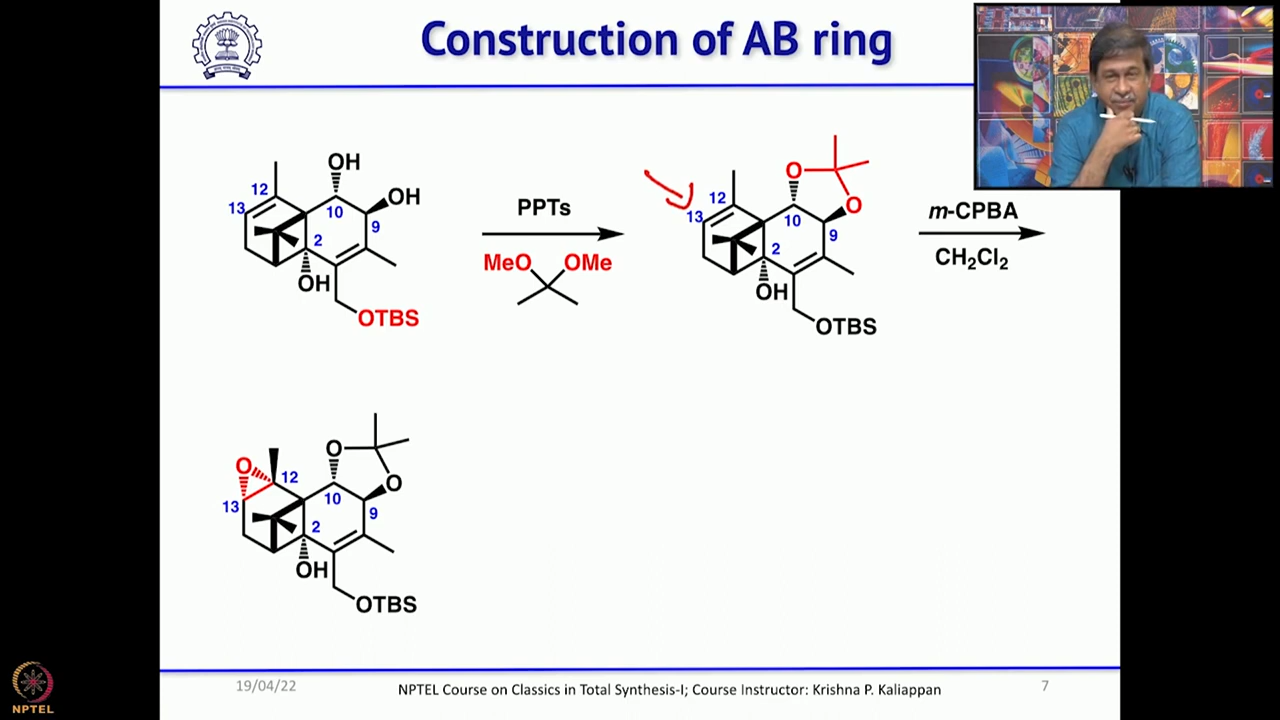 Construction of AB ring
OH
OH
12
13
10
9
2
OH
OTBS
PPTs
MeO OMe
O
O
12
13
10
9
2
OH
OTBS
m-CPBA
CH₂Cl₂
O
O
O
12
13
10
9
2
OH
OTBS
19/04/22
NPTEL Course on Classics in Total Synthesis-I; Course Instructor: Krishna P. Kaliappan
7
NPTEL